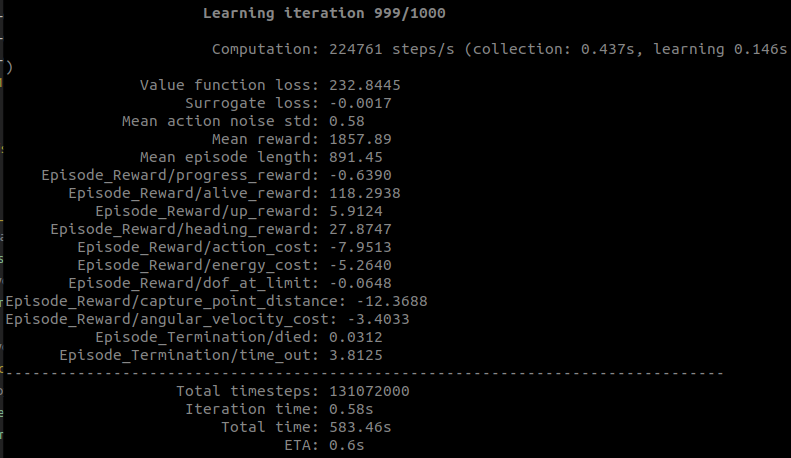 Learning iteration 999/1000
Computation: 224761 steps/s (collection: 0.437s, learning 0.146s
)
Value function loss: 232.8445
Surrogate loss: -0.0017
Mean action noise std: 0.58
Mean reward: 1857.89
Mean episode length: 891.45
Episode_Reward/progress_reward: -0.6390
Episode_Reward/alive_reward: 118.2938
Episode_Reward/up_reward: 5.9124
Episode_Reward/heading_reward: 27.8747
Episode_Reward/action_cost: -7.9513
Episode_Reward/energy_cost: -5.2640
Episode_Reward/dof_at_limit: -0.0648
Episode_Reward/capture_point_distance: -12.3688
Episode_Reward/angular_velocity_cost: -3.4033
Episode_Termination/died: 0.0312
Episode_Termination/time_out: 3.8125
--------------------------------------------------------------------------------
Total timesteps: 131072000
Iteration time: 0.58s
Total time: 583.46s
ETA: 0.6s